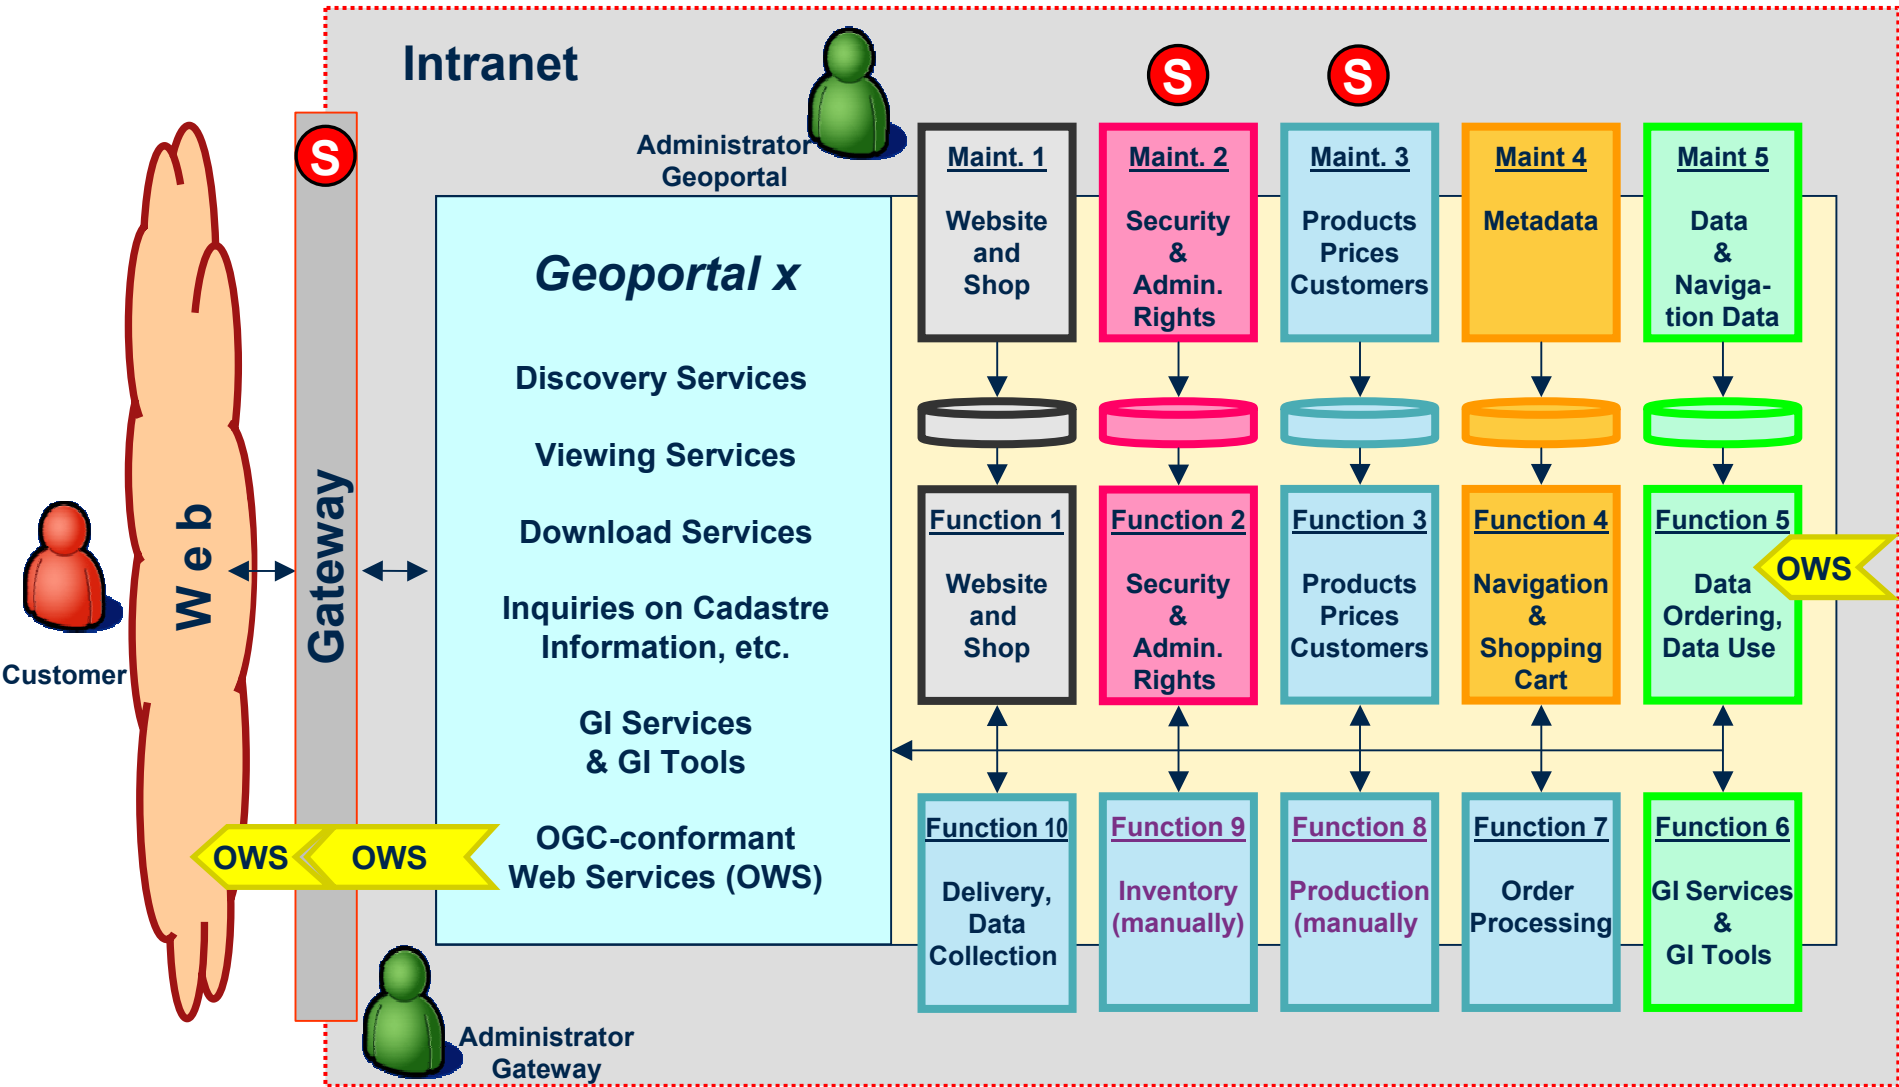 Intranet
S
S
S
Administrator
Geoportal
Maint. 1
Website
and
Shop
Maint. 2
Security
&
Admin.
Rights
Maint. 3
Products
Prices
Customers
Maint 4
Metadata
Maint 5
Data
&
Naviga-
tion Data
Geoportal x
Discovery Services
Viewing Services
Download Services
Inquiries on Cadastre
Information, etc.
GI Services
& GI Tools
OGC-conformant
Web Services (OWS)
Customer
Web
Gateway
OWS
OWS
Function 1
Website
and
Shop
Function 2
Security
&
Admin.
Rights
Function 3
Products
Prices
Customers
Function 4
Navigation
&
Shopping
Cart
Function 5
Data
Ordering,
Data Use
OWS
Function 10
Delivery,
Data
Collection
Function 9
Inventory
(manually)
Function 8
Production
(manually
Function 7
Order
Processing
Function 6
GI Services
&
GI Tools
Administrator
Gateway